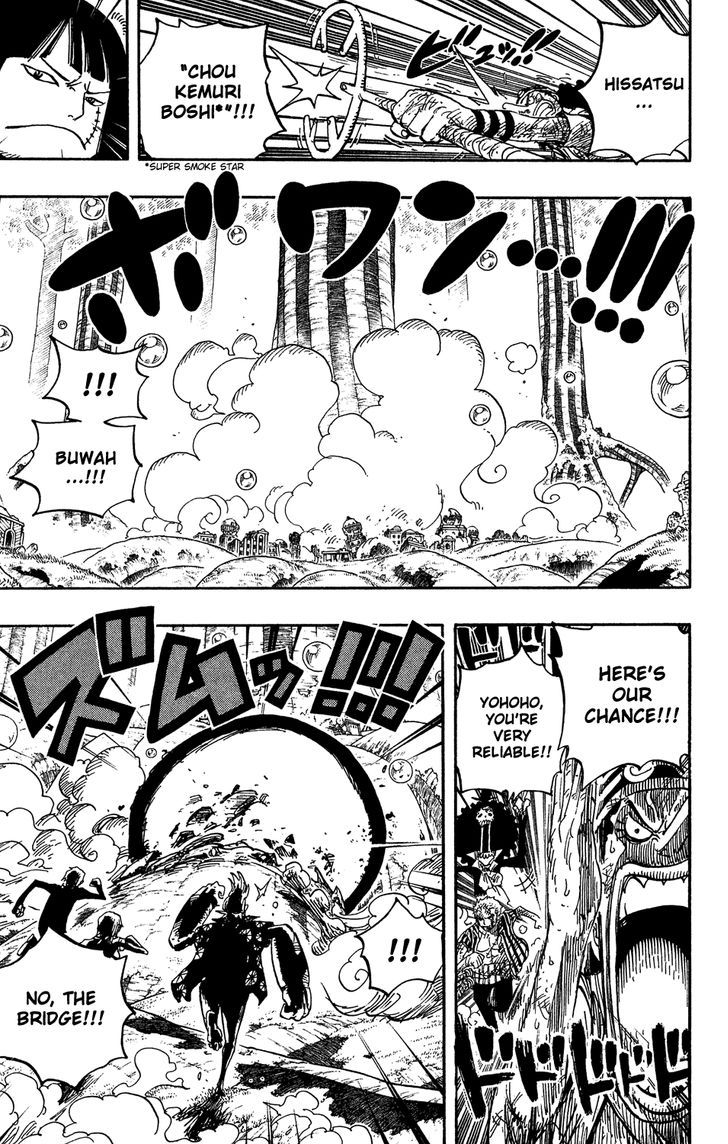 HISSATSU
...
ビュッ!!
"CHOU
KEMURI
BOSHI*"!!!
*SUPER SMOKE STAR
ボワン...!!!
!!!
BUWAH
...!!!
HERE'S
OUR
CHANCE!!!
YOHOHO,
YOU'RE
VERY
RELIABLE!!
ドドドドド
ズムッ!!!
!!!
NO, THE
BRIDGE!!!